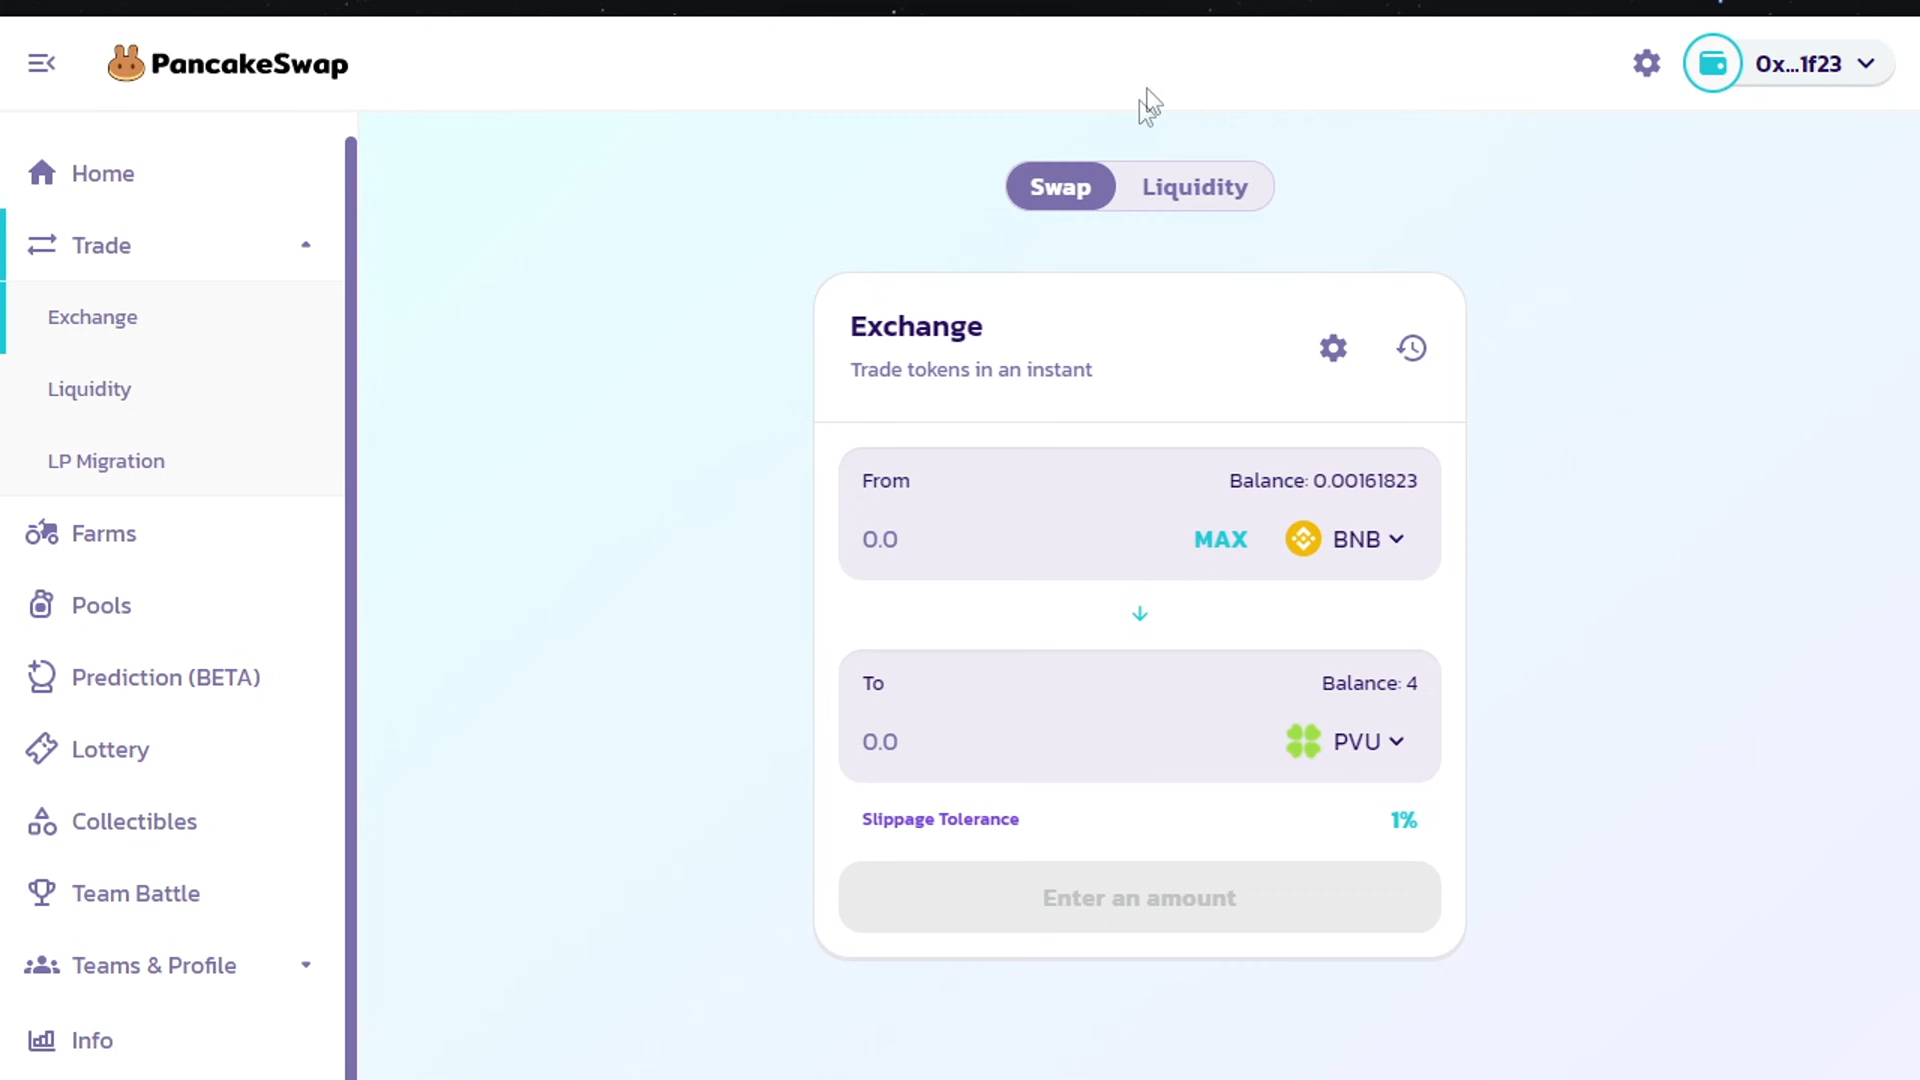 PancakeSwap
0x...1f23
Home
Trade
Exchange
Liquidity
LP Migration
Farms
Pools
Prediction (BETA)
Lottery
Collectibles
Team Battle
Teams & Profile
Info
Swap
Liquidity
Exchange
Trade tokens in an instant
From
Balance: 0.00161823
0.0
MAX
BNB
To
Balance: 4
0.0
PVU
Slippage Tolerance
1%
Enter an amount